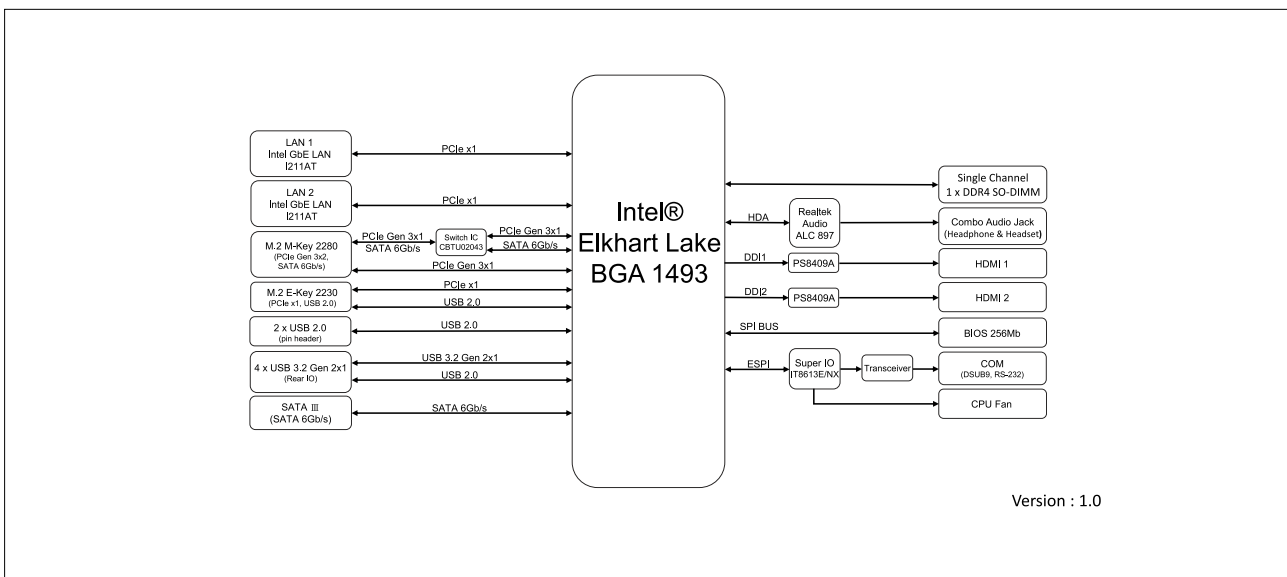 LAN 1
Intel GbE LAN
I211AT
PCIe x1
LAN 2
Intel GbE LAN
I211AT
PCIe x1
M.2 M-Key 2280
(PCIe Gen 3x2,
SATA 6Gb/s)
PCIe Gen 3x1
SATA 6Gb/s
Switch IC
CBTU02043
PCIe Gen 3x1
SATA 6Gb/s
PCIe Gen 3x1
M.2 E-Key 2230
(PCIe x1, USB 2.0)
PCIe x1
USB 2.0
2 x USB 2.0
(pin header)
USB 2.0
4 x USB 3.2 Gen 2x1
(Rear IO)
USB 3.2 Gen 2x1
USB 2.0
SATA Ⅲ
(SATA 6Gb/s)
SATA 6Gb/s
Intel®
Elkhart Lake
BGA 1493
Single Channel
1 x DDR4 SO-DIMM
HDA
Realtek
Audio
ALC 897
Combo Audio Jack
(Headphone & Headset)
DDI1
PS8409A
HDMI 1
DDI2
PS8409A
HDMI 2
SPI BUS
BIOS 256Mb
ESPI
Super IO
IT8613E/NX
Transceiver
COM
(DSUB9, RS-232)
CPU Fan
Version : 1.0